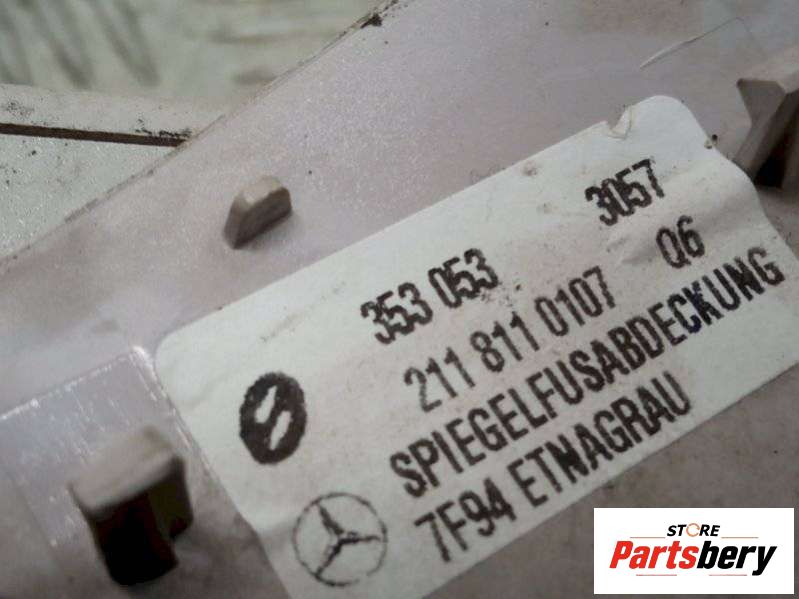 353 053 3057
211 811 0107 Q6
SPIEGELFUSABDECKUNG
7F94 ETNAGRAU
STORE
Partsbery